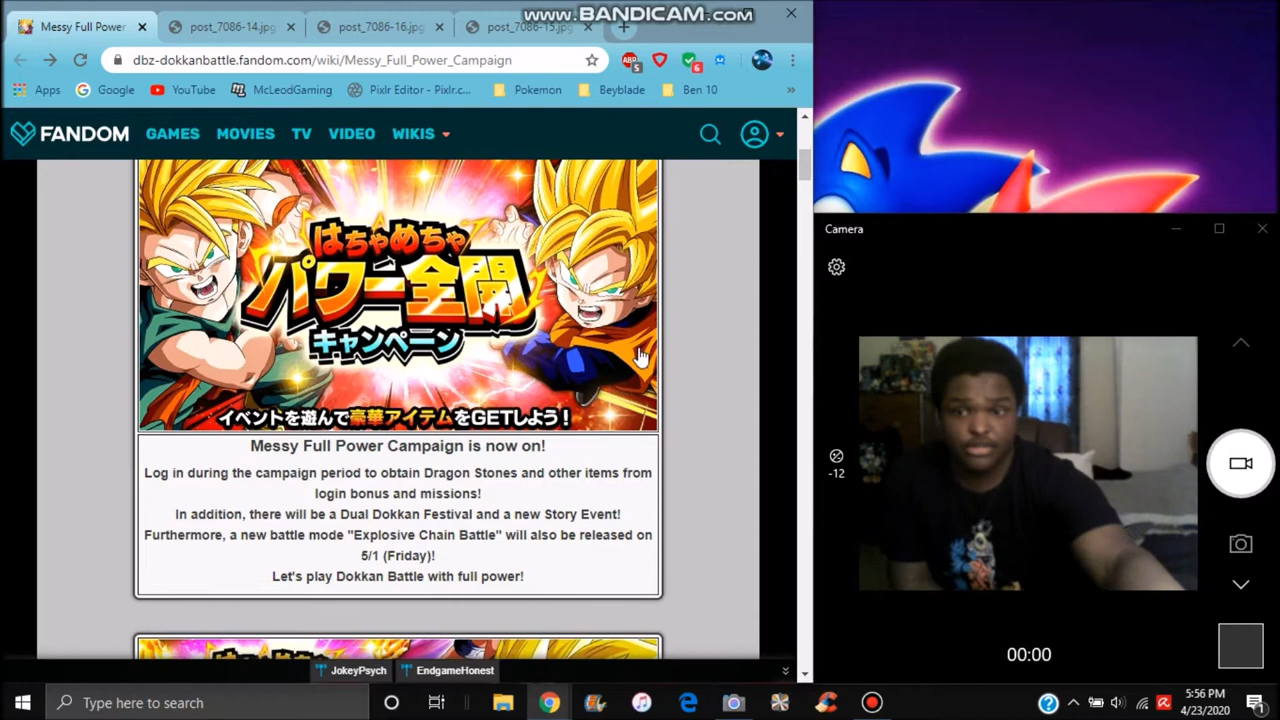 www.BANDICAM.com
Messy Full Power
post_7086-14.jpg
post_7086-16.jpg
post_7086-15.jpg
dbz-dokkanbattle.fandom.com/wiki/Messy_Full_Power_Campaign
5
6
Apps
Google
YouTube
McLeodGaming
Pixlr Editor - Pixlr.c...
Pokemon
Beyblade
Ben 10
»
FANDOM
GAMES
MOVIES
TV
VIDEO
WIKIS
はちゃめちゃ
パワー全開
キャンペーン
イベントを遊んで豪華アイテムをGETしよう!
Messy Full Power Campaign is now on!
Log in during the campaign period to obtain Dragon Stones and other items from
login bonus and missions!
In addition, there will be a Dual Dokkan Festival and a new Story Event!
Furthermore, a new battle mode "Explosive Chain Battle" will also be released on
5/1 (Friday)!
Let's play Dokkan Battle with full power!
JokeyPsych
EndgameHonest
Camera
-12
00:00
Type here to search
5:56 PM
4/23/2020
1